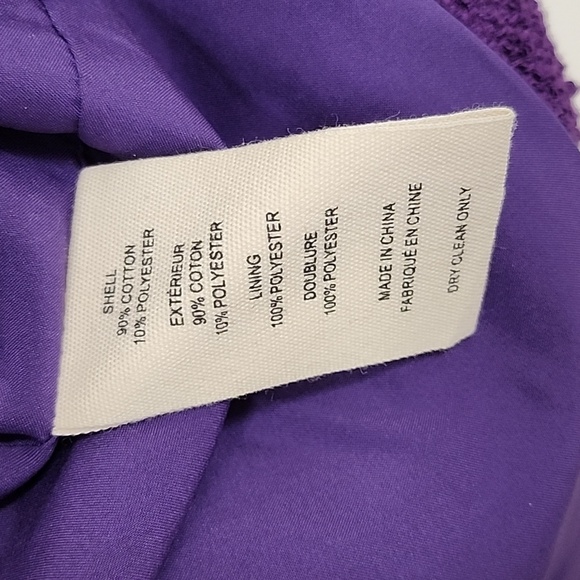 SHELL
90% COTTON
10% POLYESTER
EXTÉRIEUR
90% COTON
10% POLYESTER
LINING
100% POLYESTER
DOUBLURE
100% POLYESTER
MADE IN CHINA
FABRIQUÉ EN CHINE
DRY CLEAN ONLY